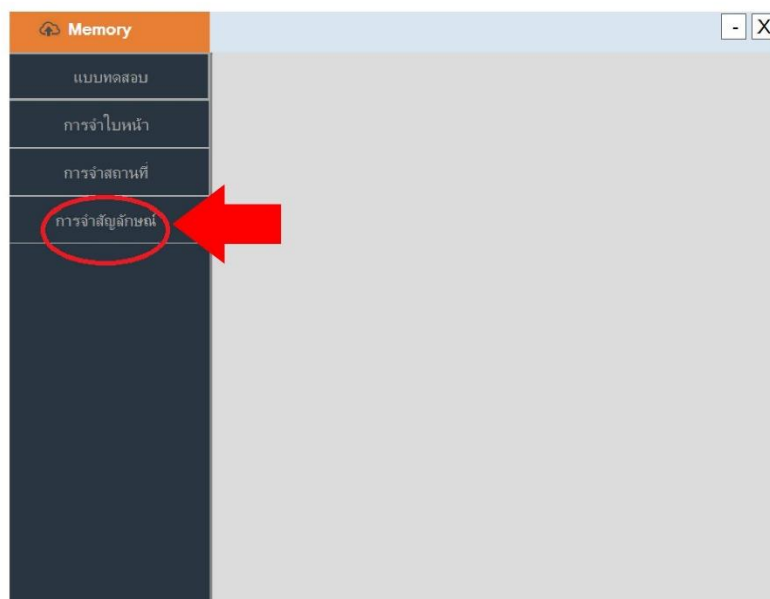 Memory
- X
แบบทดสอบ
การจำใบหน้า
การจำสถานที่
การจำสัญลักษณ์